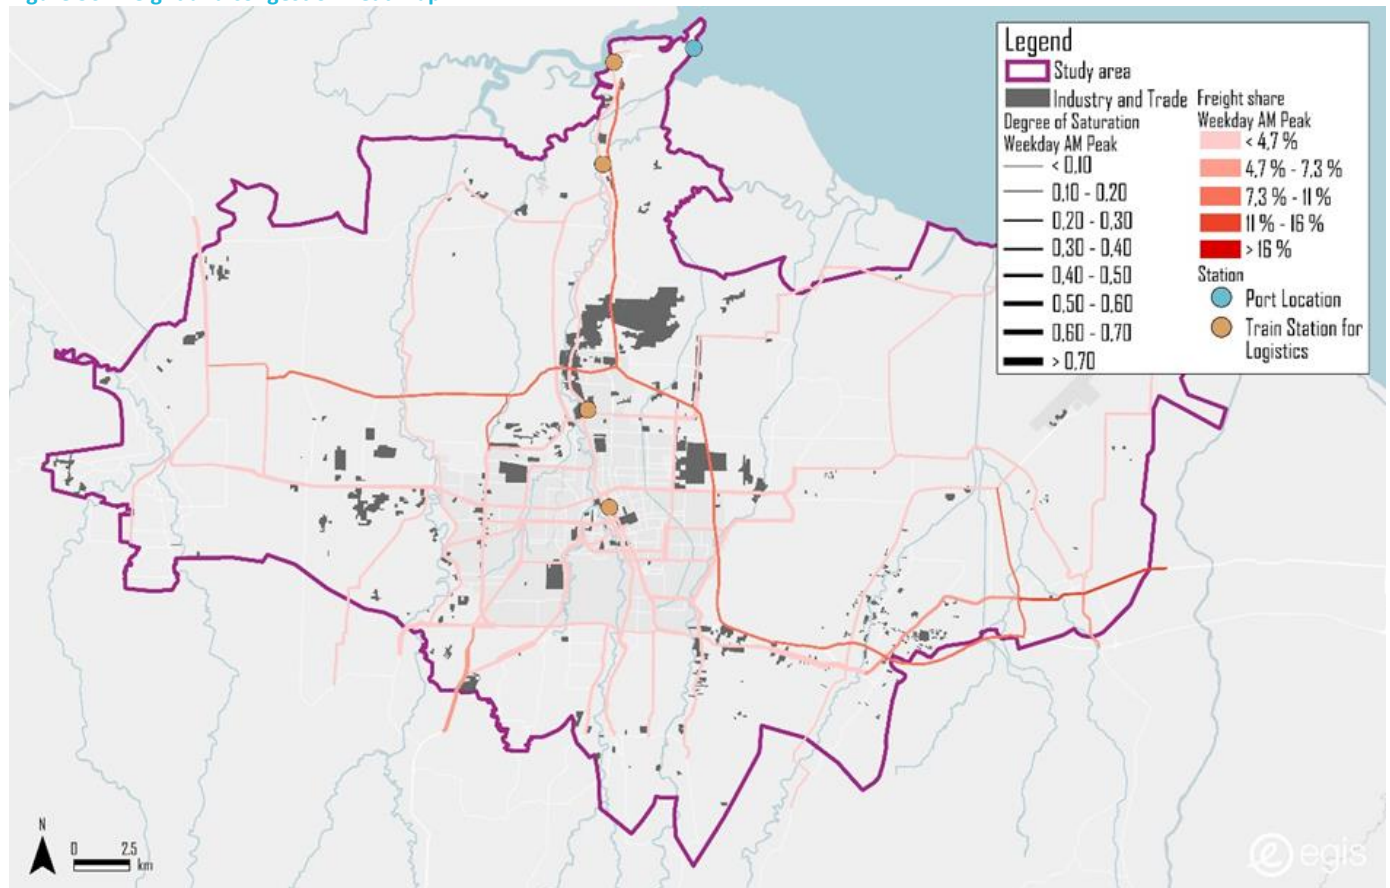 Legend
Study area
Industry and Trade
Degree of Saturation
Weekday AM Peak
< 0,10
0,10 - 0,20
0,20 - 0,30
0,30 - 0,40
0,40 - 0,50
0,50 - 0,60
0,60 - 0,70
> 0,70
Freight share
Weekday AM Peak
< 4,7 %
4,7 % - 7,3 %
7,3 % - 11 %
11 % - 16 %
> 16 %
Station
Port Location
Train Station for
Logistics
N
0 2.5
km
egis